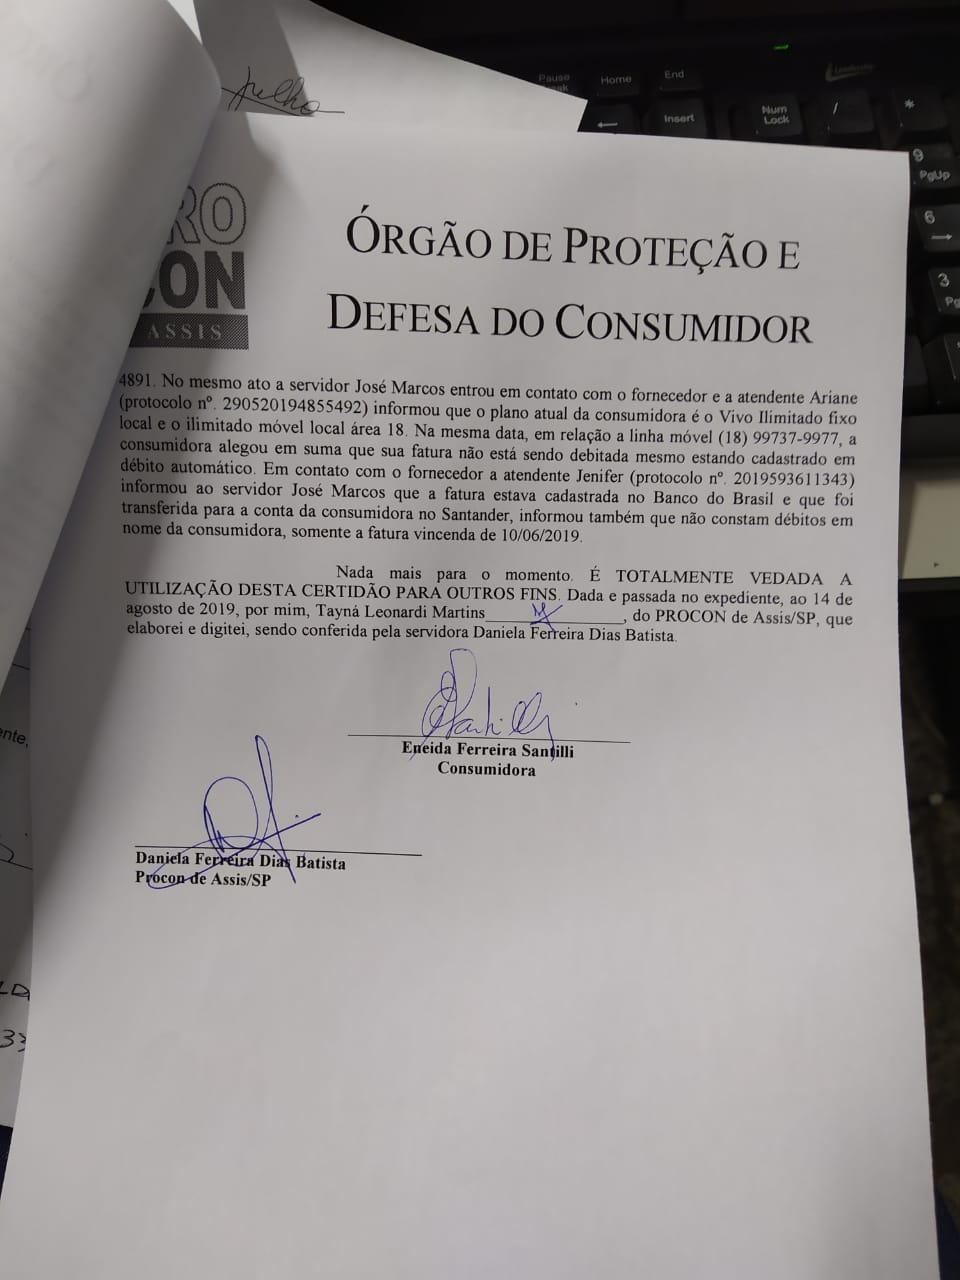 julho
Pause
Home
End
Insert
Num
Lock
/
*
9
PgUp
6
3
RO
CON
ASSIS
ÓRGÃO DE PROTEÇÃO E
DEFESA DO CONSUMIDOR
4891. No mesmo ato a servidor José Marcos entrou em contato com o fornecedor e a atendente Ariane
(protocolo nº. 290520194855492) informou que o plano atual da consumidora é o Vivo Ilimitado fixo
local e o ilimitado móvel local área 18. Na mesma data, em relação a linha móvel (18) 99737-9977, a
consumidora alegou em suma que sua fatura não está sendo debitada mesmo estando cadastrado em
débito automático. Em contato com o fornecedor a atendente Jenifer (protocolo nº. 2019593611343)
informou ao servidor José Marcos que a fatura estava cadastrada no Banco do Brasil e que foi
transferida para a conta da consumidora no Santander, informou também que não constam débitos em
nome da consumidora, somente a fatura vincenda de 10/06/2019.
Nada mais para o momento. É TOTALMENTE VEDADA A
UTILIZAÇÃO DESTA CERTIDÃO PARA OUTROS FINS. Dada e passada no expediente, ao 14 de
agosto de 2019, por mim, Tayná Leonardi Martins, do PROCON de Assis/SP, que
elaborei e digitei, sendo conferida pela servidora Daniela Ferreira Dias Batista.
Eneida Ferreira Santilli
Consumidora
Daniela Ferreira Dias Batista
Procon de Assis/SP
ente,
33